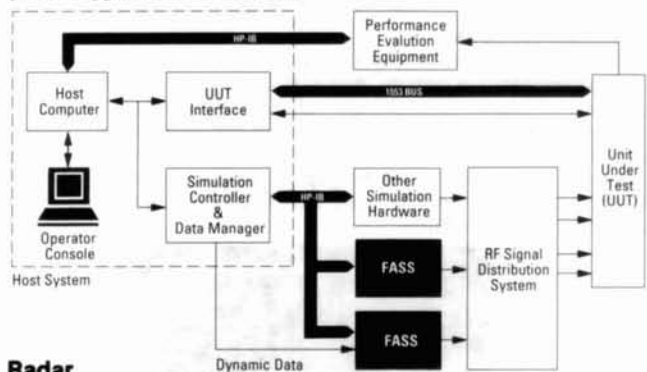 Performance
Evalution
Equipment
HP-IB
Host
Computer
UUT
Interface
1553 BUS
Unit
Under
Test
(UUT)
Simulation
Controller
&
Data Manager
HP-IB
Other
Simulation
Hardware
RF Signal
Distribution
System
Operator
Console
FASS
Host System
FASS
Dynamic Data
Radar